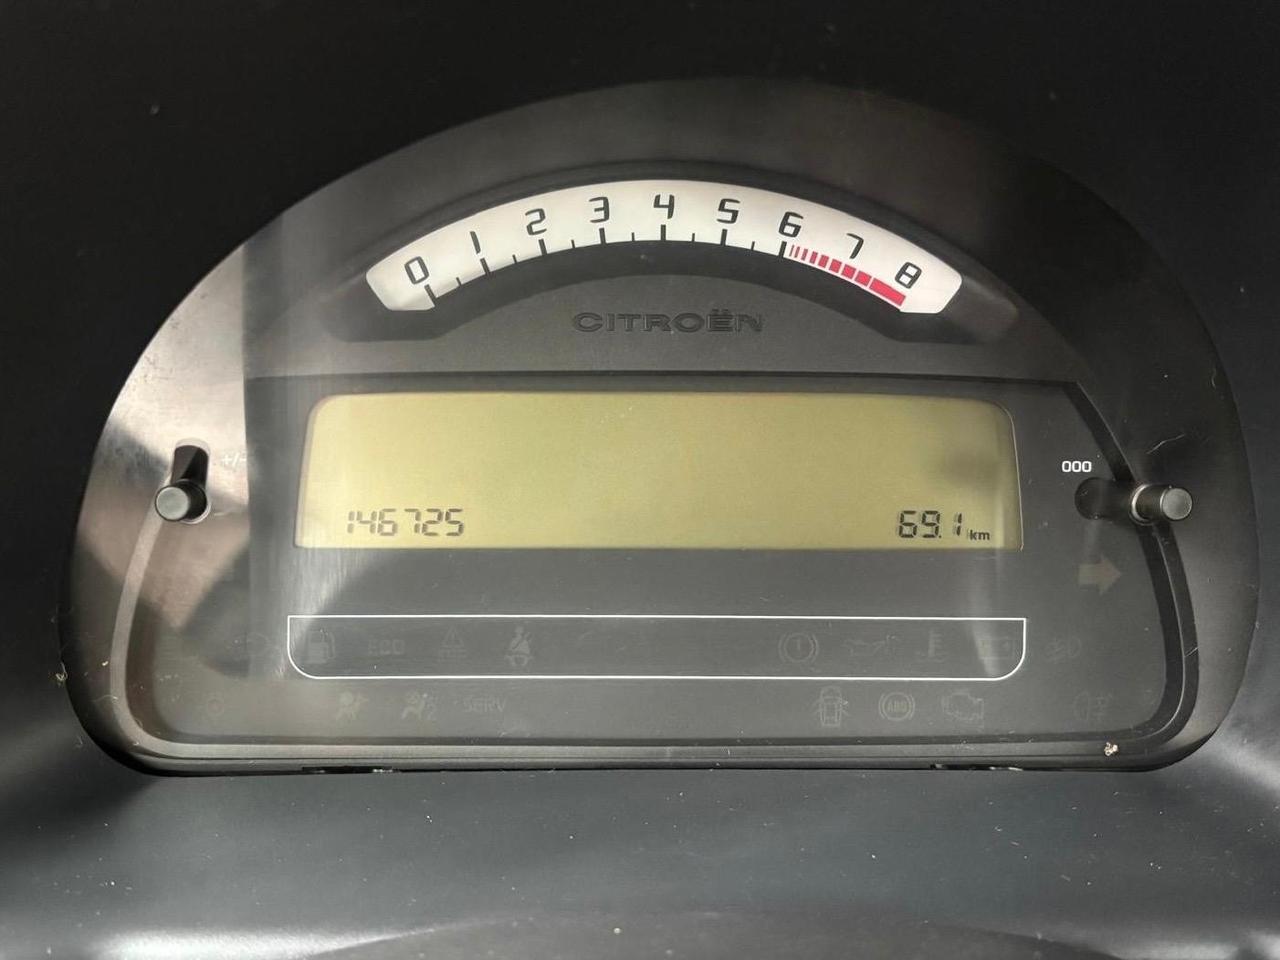 0 1 2 3 4 5 6 7 8
CITROËN
+/-
000
146725 69.1 km
ECO
SERV
ABS